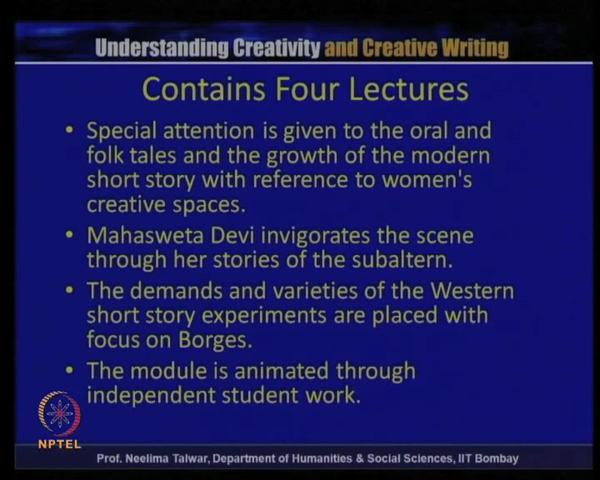 Understanding Creativity and Creative Writing
Contains Four Lectures
• Special attention is given to the oral and
folk tales and the growth of the modern
short story with reference to women's
creative spaces.
• Mahasweta Devi invigorates the scene
through her stories of the subaltern.
• The demands and varieties of the Western
short story experiments are placed with
focus on Borges.
• The module is animated through
independent student work.
NPTEL
Prof. Neelima Talwar, Department of Humanities & Social Sciences, IIT Bombay